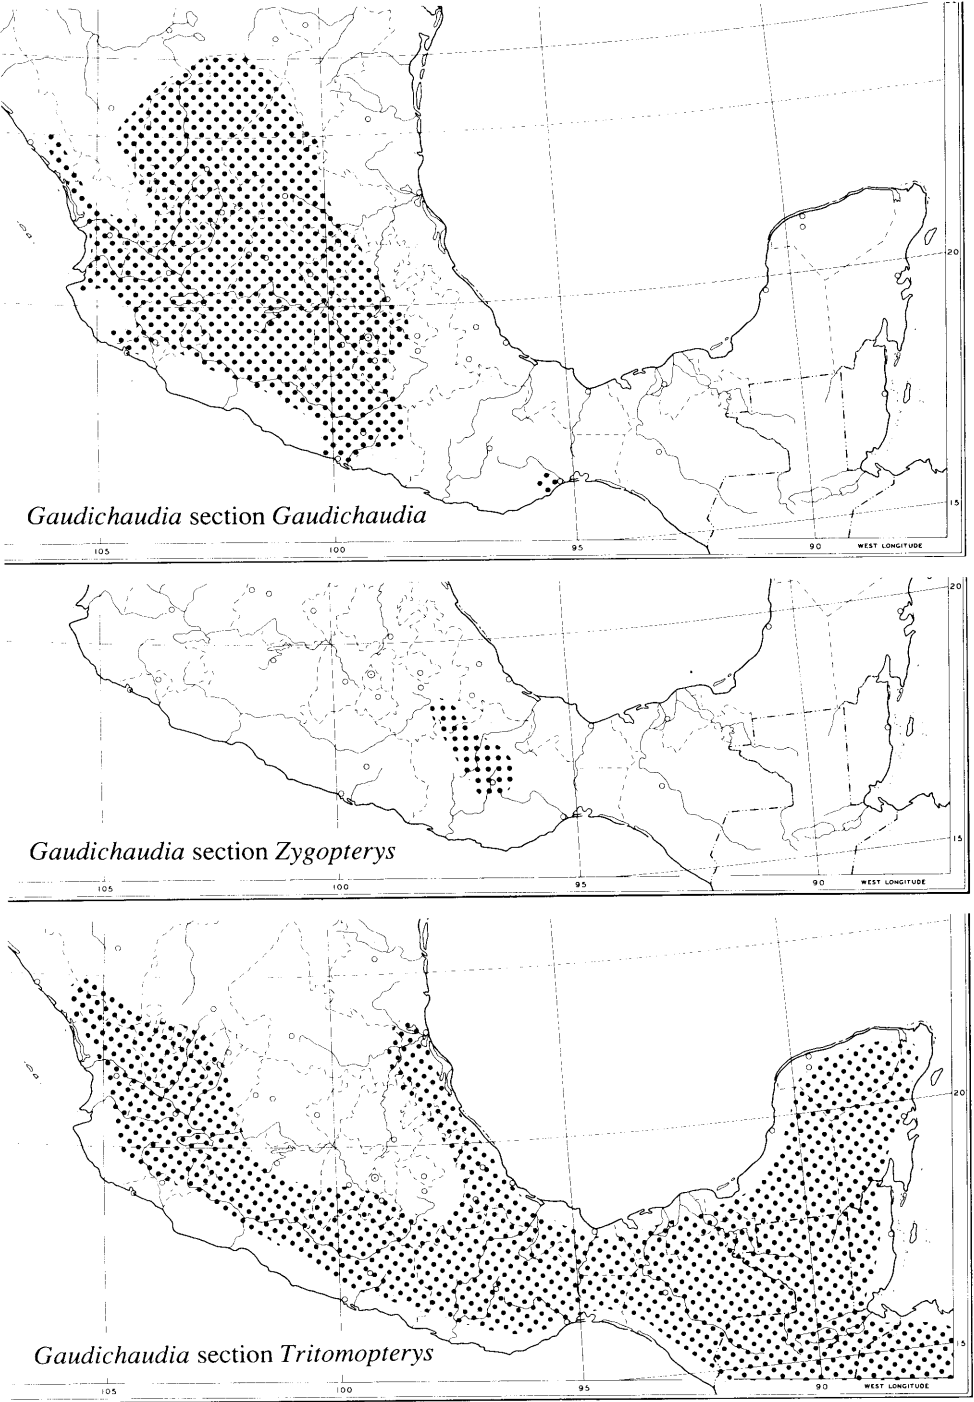 20
15
Gaudichaudia section Gaudichaudia
105 100 95 90 WEST LONGITUDE
20
15
Gaudichaudia section Zygopterys
105 100 95 90 WEST LONGITUDE
20
15
Gaudichaudia section Tritomopterys
105 100 95 90 WEST LONGITUDE